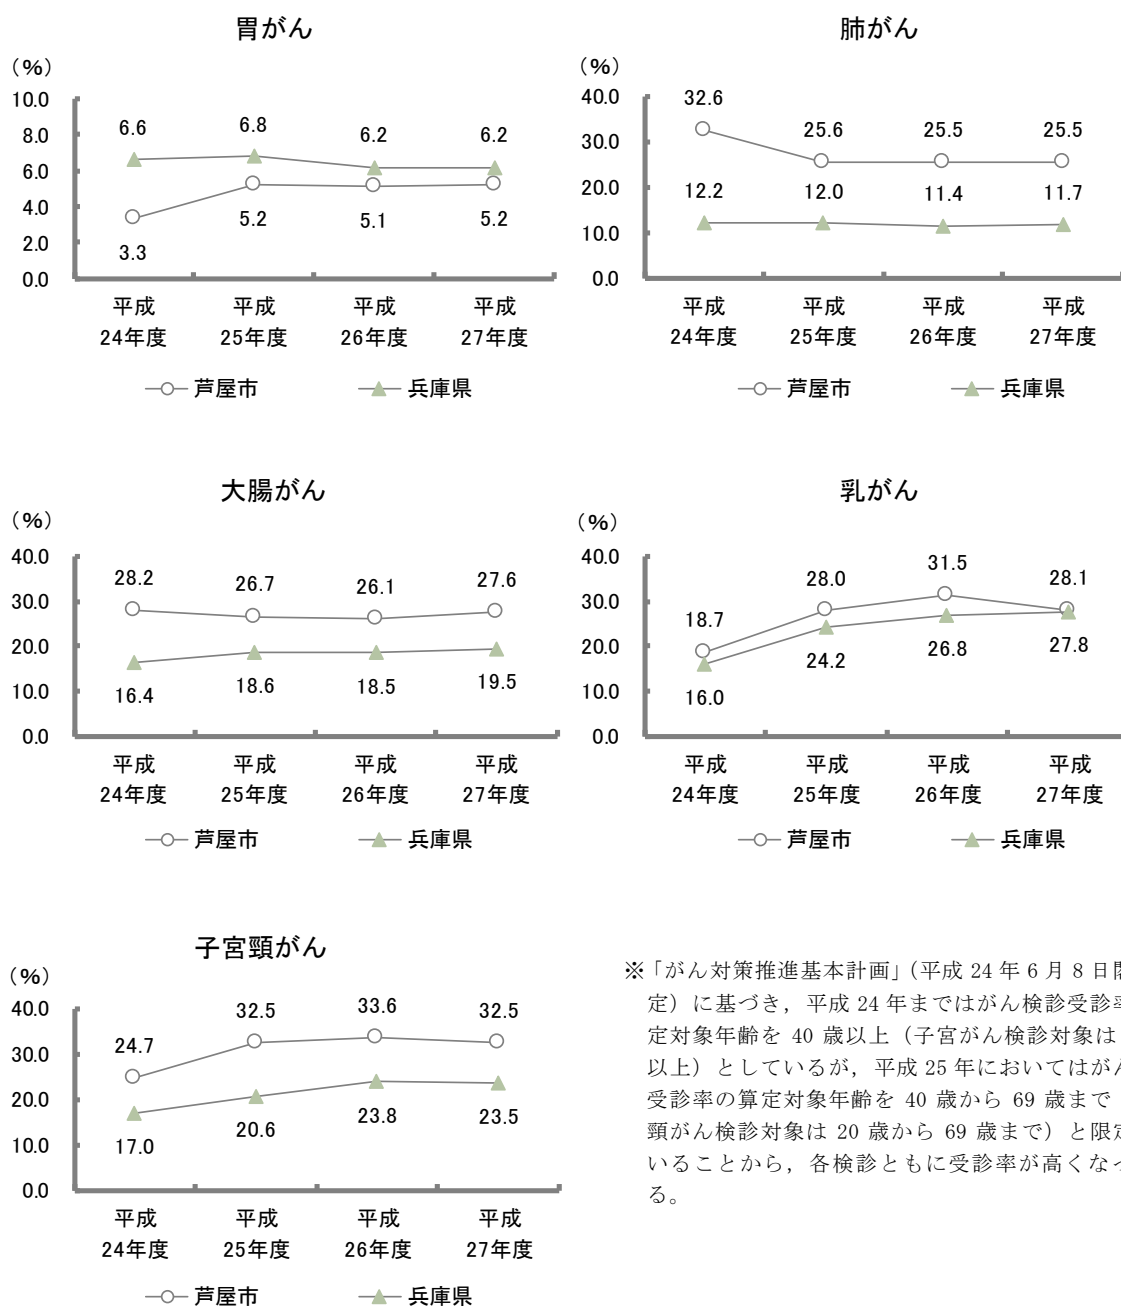 胃がん
（%）
10.0
8.0
6.0
4.0
2.0
0.0
6.6
6.8
6.2
6.2
3.3
5.2
5.1
5.2
平成
24年度
平成
25年度
平成
26年度
平成
27年度
芦屋市
兵庫県
肺がん
（%）
40.0
30.0
20.0
10.0
0.0
32.6
25.6
25.5
25.5
12.2
12.0
11.4
11.7
平成
24年度
平成
25年度
平成
26年度
平成
27年度
芦屋市
兵庫県
大腸がん
（%）
40.0
30.0
20.0
10.0
0.0
28.2
26.7
26.1
27.6
16.4
18.6
18.5
19.5
平成
24年度
平成
25年度
平成
26年度
平成
27年度
芦屋市
兵庫県
乳がん
（%）
40.0
30.0
20.0
10.0
0.0
18.7
28.0
31.5
28.1
16.0
24.2
26.8
27.8
平成
24年度
平成
25年度
平成
26年度
平成
27年度
芦屋市
兵庫県
子宮頸がん
（%）
40.0
30.0
20.0
10.0
0.0
24.7
32.5
33.6
32.5
17.0
20.6
23.8
23.5
平成
24年度
平成
25年度
平成
26年度
平成
27年度
芦屋市
兵庫県
※「がん対策推進基本計画」（平成 24 年 6 月 8 日
定）に基づき，平成 24 年まではがん検診受診率
定対象年齢を 40 歳以上（子宮がん検診対象は
以上）としているが，平成 25 年においてはがん
受診率の算定対象年齢を 40 歳から 69 歳まで
頸がん検診対象は 20 歳から 69 歳まで）と限定
いることから，各検診ともに受診率が高くなっ
る。